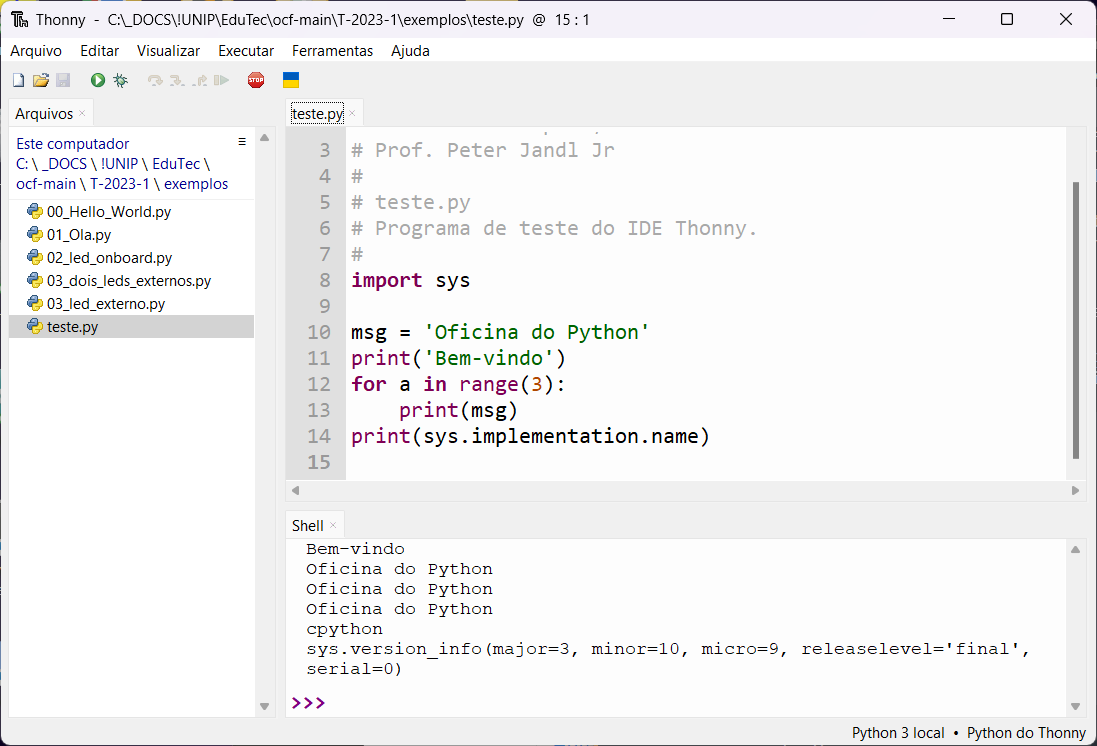 Thonny - C:\_DOCS\!UNIP\EduTec\ocf-main\T-2023-1\exemplos\teste.py @ 15 : 1
Arquivo Editar Visualizar Executar Ferramentas Ajuda
STOP
Arquivos
Este computador
C: \ _DOCS \ !UNIP \ EduTec \
ocf-main \ T-2023-1 \ exemplos
00_Hello_World.py
01_Ola.py
02_led_onboard.py
03_dois_leds_externos.py
03_led_externo.py
teste.py
teste.py
3 # Prof. Peter Jandl Jr
4 #
5 # teste.py
6 # Programa de teste do IDE Thonny.
7 #
8 import sys
9
10 msg = 'Oficina do Python'
11 print('Bem-vindo')
12 for a in range(3):
13     print(msg)
14 print(sys.implementation.name)
15
Shell
Bem-vindo
Oficina do Python
Oficina do Python
Oficina do Python
cpython
sys.version_info(major=3, minor=10, micro=9, releaselevel='final',
serial=0)
>>>
Python 3 local • Python do Thonny